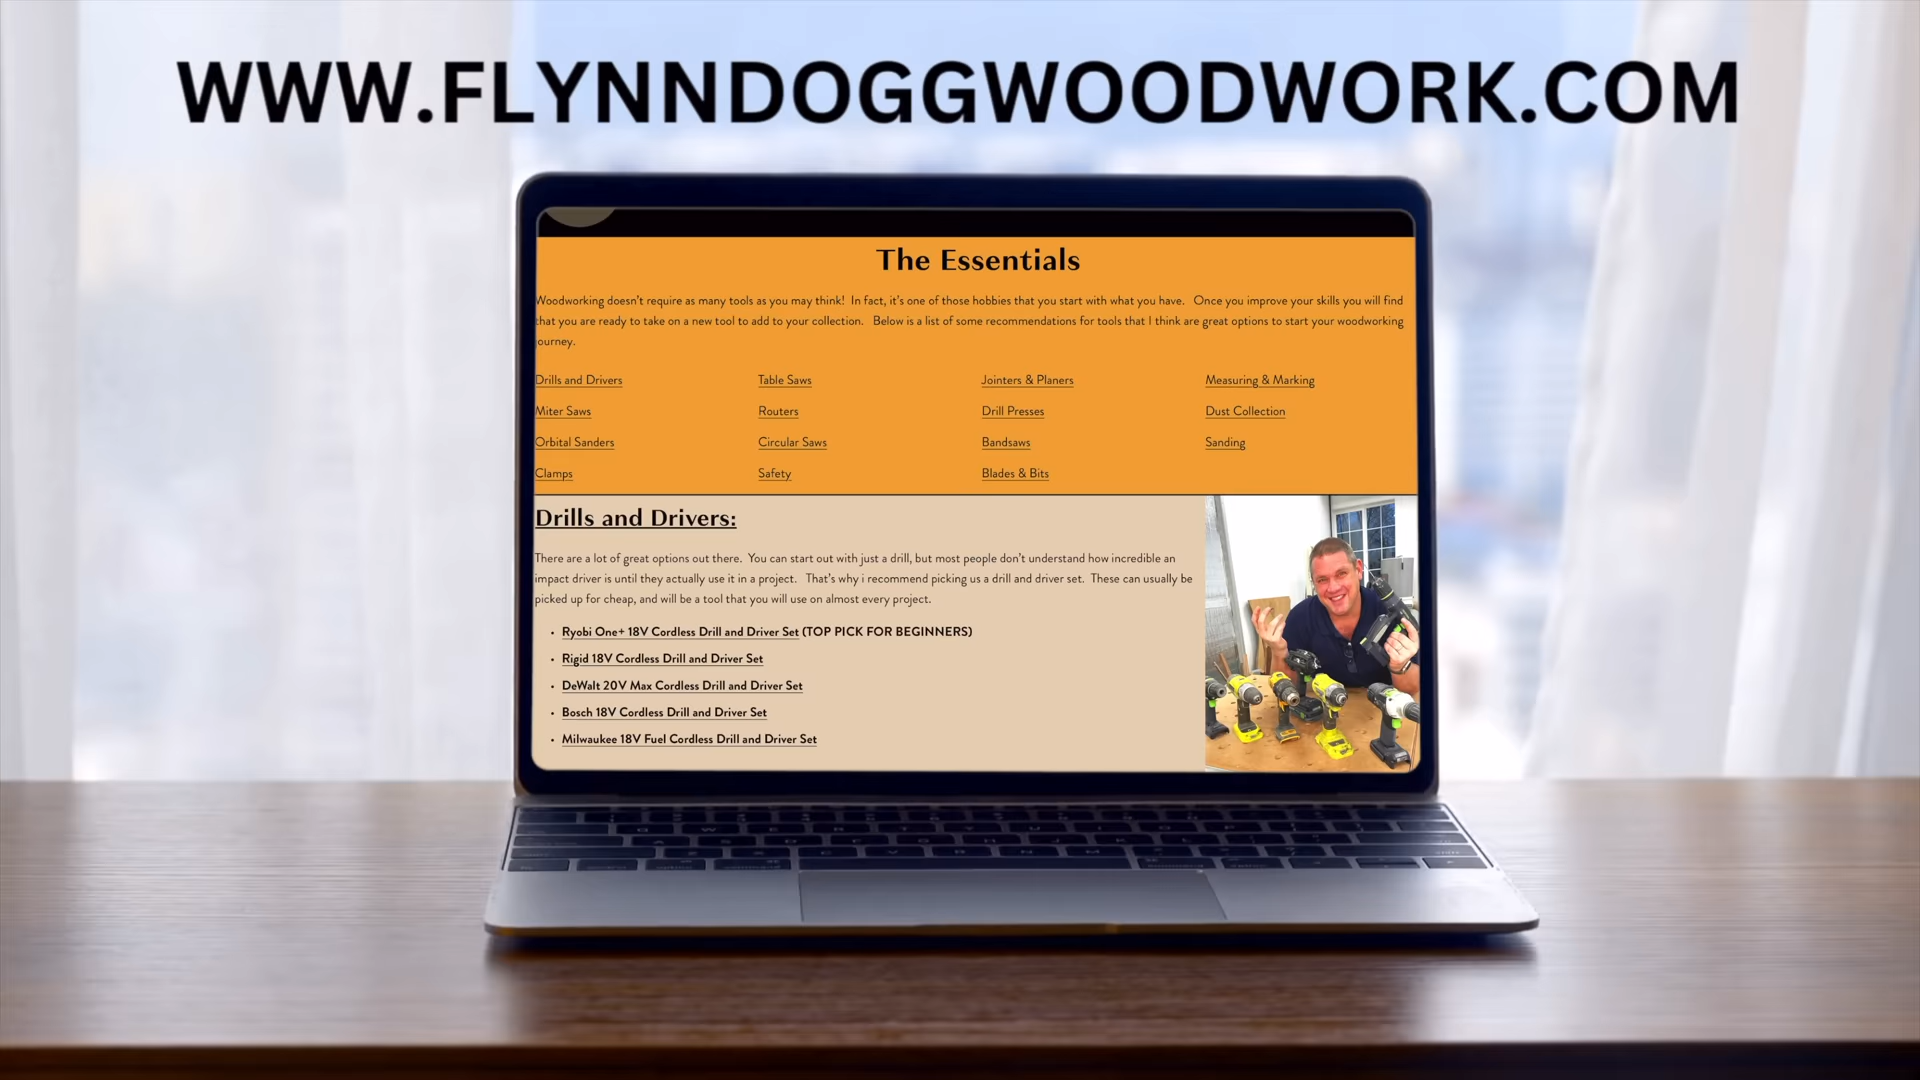 WWW.FLYNNDOGGWOODWORK.COM
The Essentials
Woodworking doesn't require as many tools as you may think! In fact, it's one of those hobbies that you start with what you have. Once you improve your skills you will find
that you are ready to take on a new tool to add to your collection. Below is a list of some recommendations for tools that I think are great options to start your woodworking
journey.
Drills and Drivers
Miter Saws
Orbital Sanders
Clamps
Table Saws
Routers
Circular Saws
Safety
Jointers & Planers
Drill Presses
Bandsaws
Blades & Bits
Measuring & Marking
Dust Collection
Sanding
Drills and Drivers:
There are a lot of great options out there. You can start out with just a drill, but most people don't understand how incredible an
impact driver is until they actually use it in a project. That's why i recommend picking us a drill and driver set. These can usually be
picked up for cheap, and will be a tool that you will use on almost every project.
• Ryobi One+ 18V Cordless Drill and Driver Set (TOP PICK FOR BEGINNERS)
• Rigid 18V Cordless Drill and Driver Set
• DeWalt 20V Max Cordless Drill and Driver Set
• Bosch 18V Cordless Drill and Driver Set
• Milwaukee 18V Fuel Cordless Drill and Driver Set